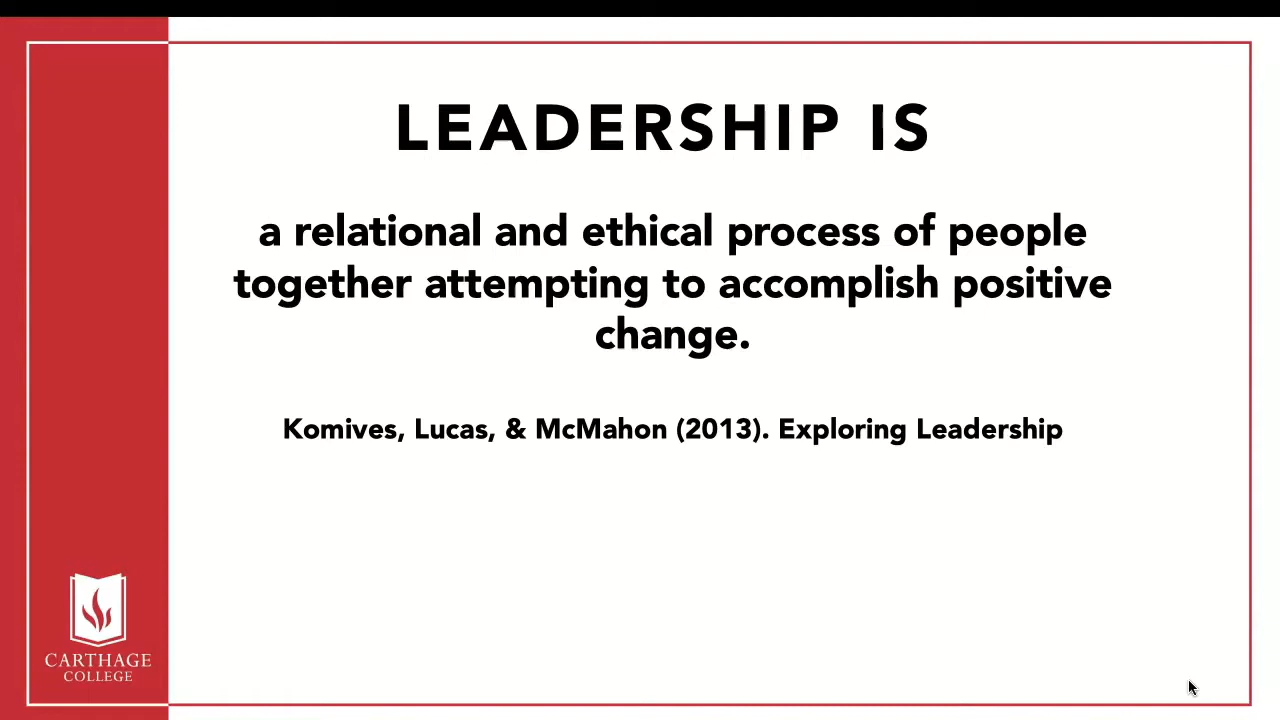 LEADERSHIP IS
a relational and ethical process of people
together attempting to accomplish positive
change.
Komives, Lucas, & McMahon (2013). Exploring Leadership
CARTHAGE
COLLEGE